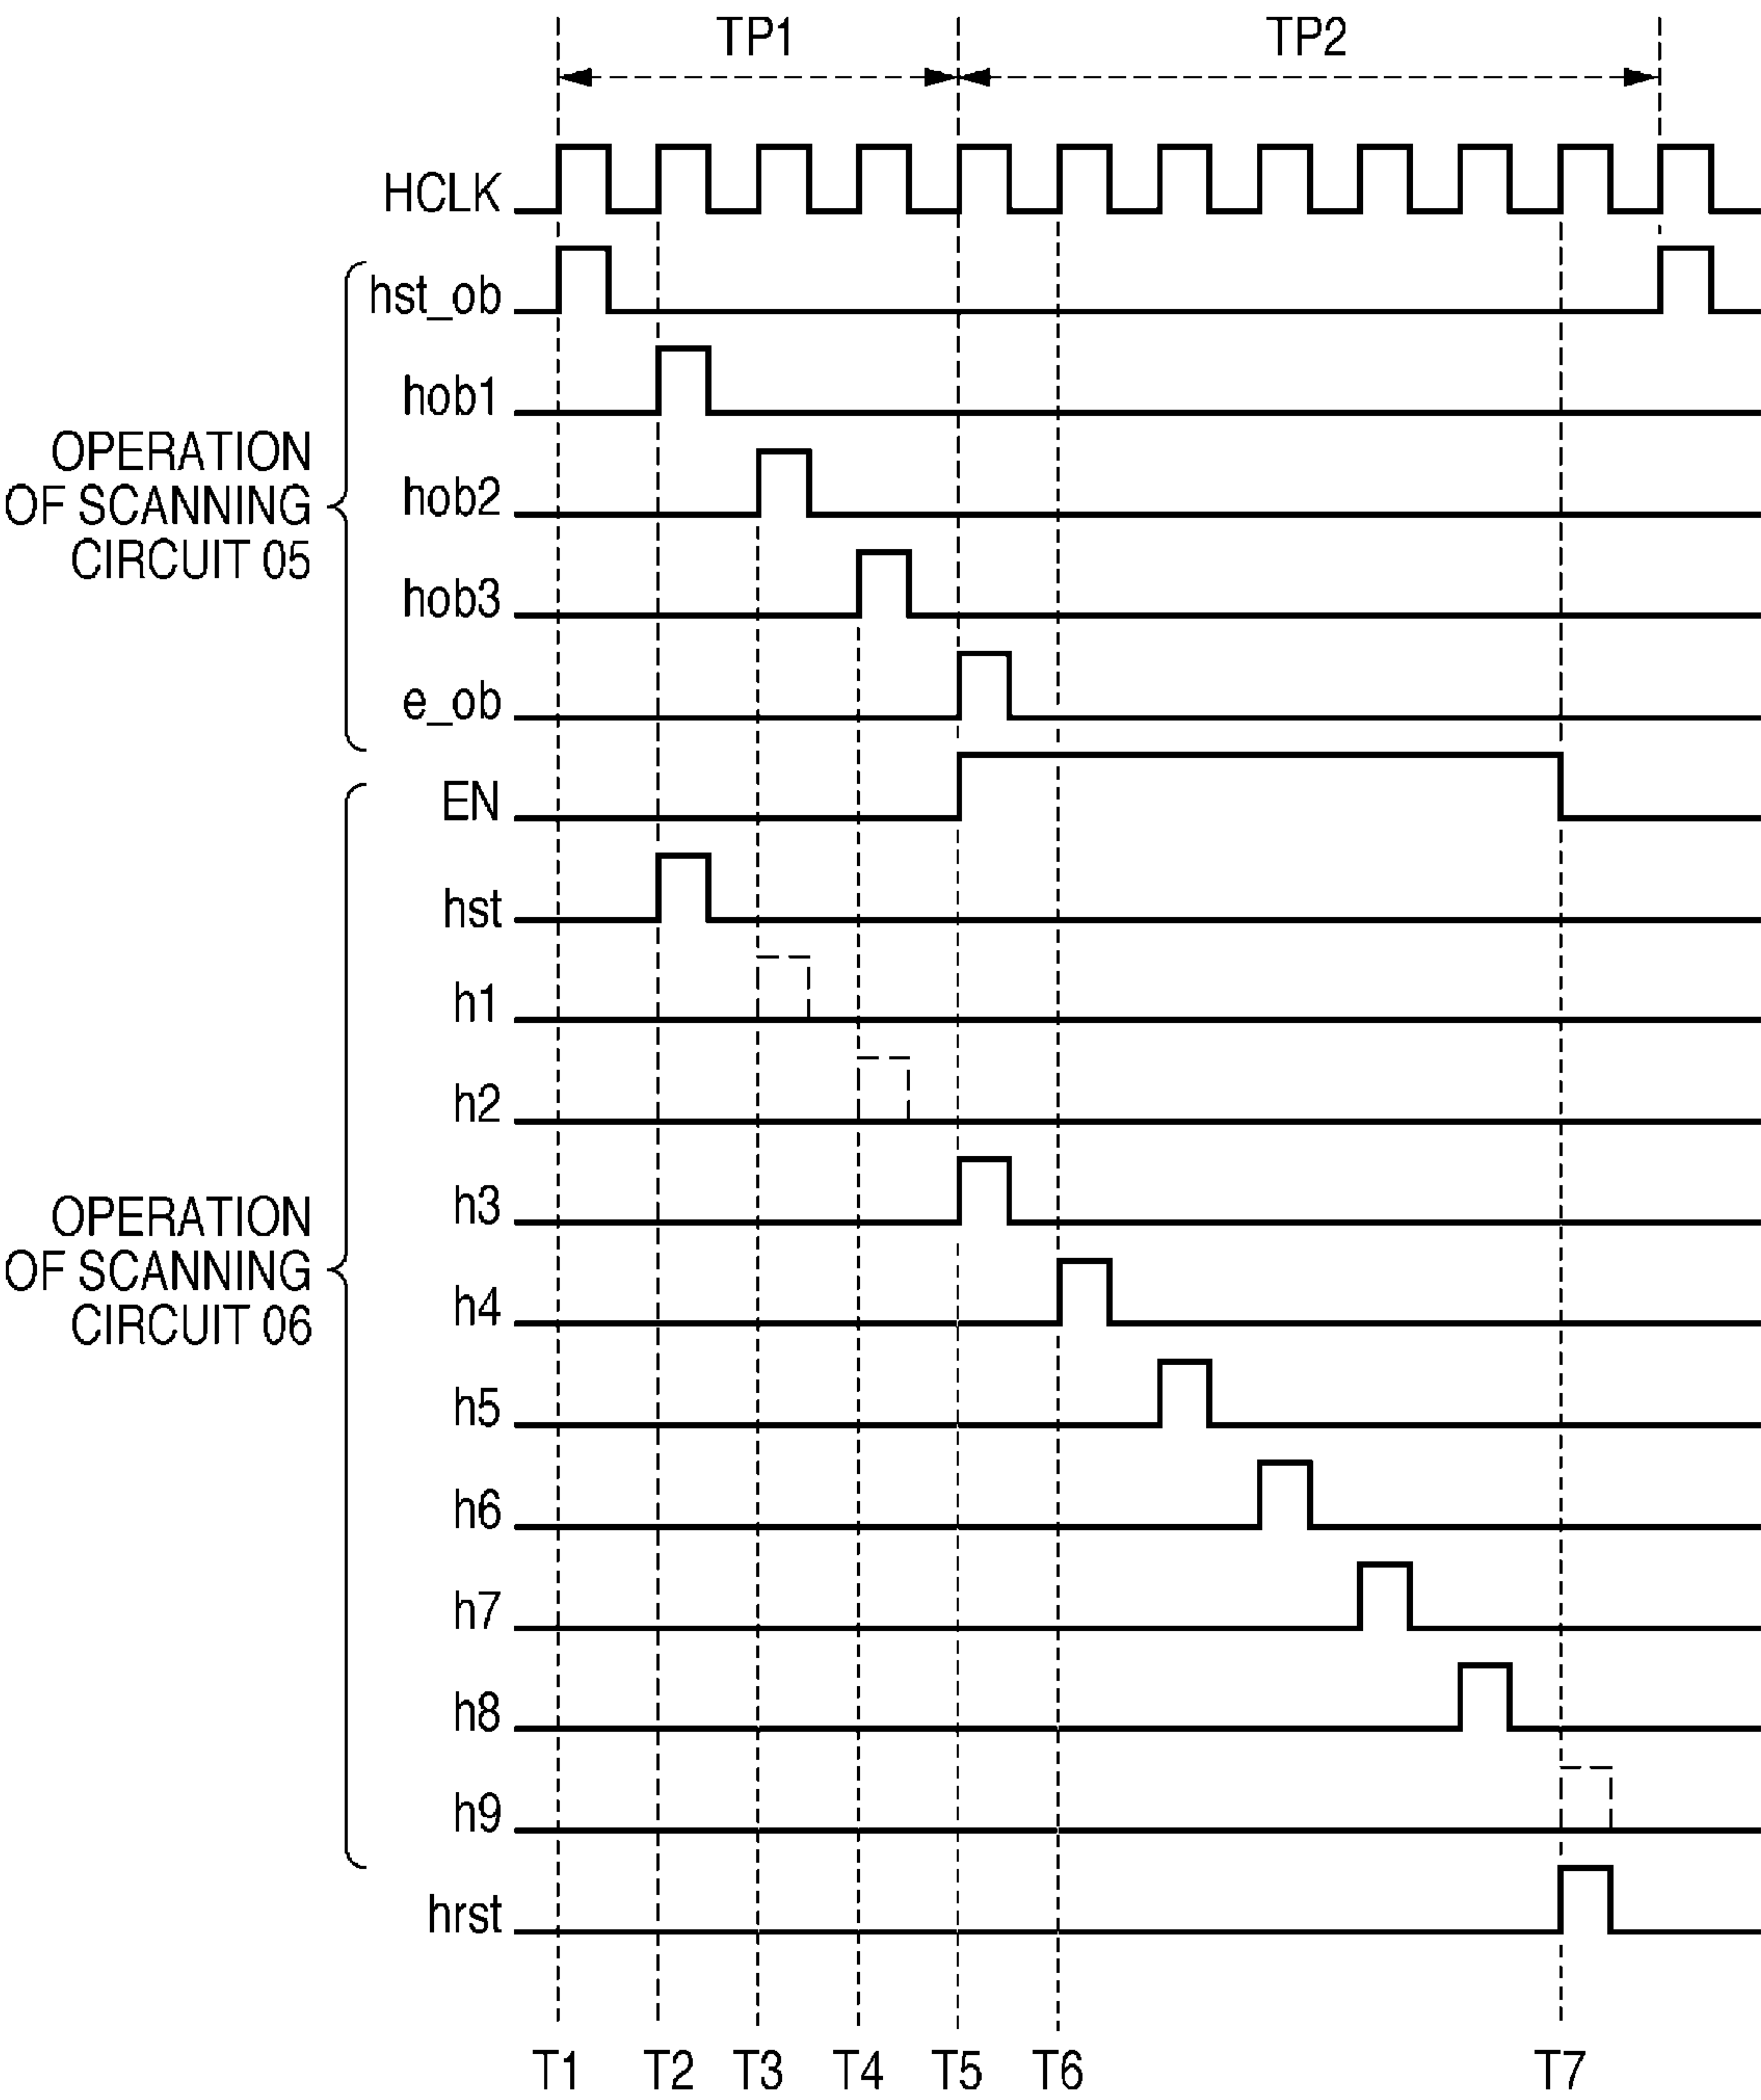 TP1 TP2
HCLK
hst_ob
hob1
OPERATION
OF SCANNING
CIRCUIT 05
hob2
hob3
e_ob
EN
hst
h1
h2
h3
OPERATION
OF SCANNING
CIRCUIT 06
h4
h5
h6
h7
h8
h9
hrst
T1 T2 T3 T4 T5 T6 T7